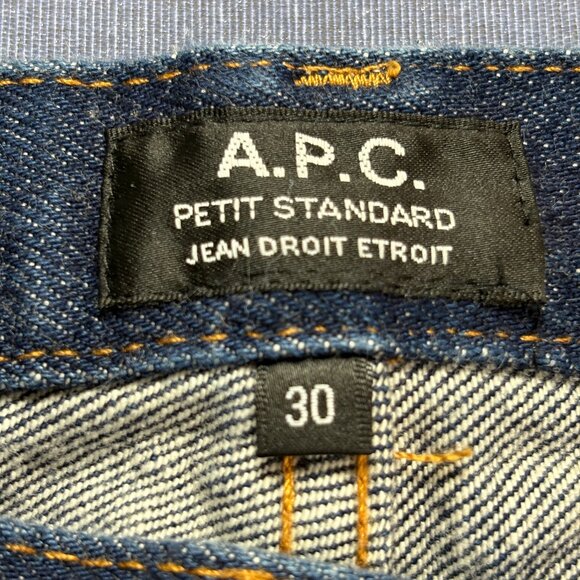 A.P.C.
PETIT STANDARD
JEAN DROIT ETROIT
30